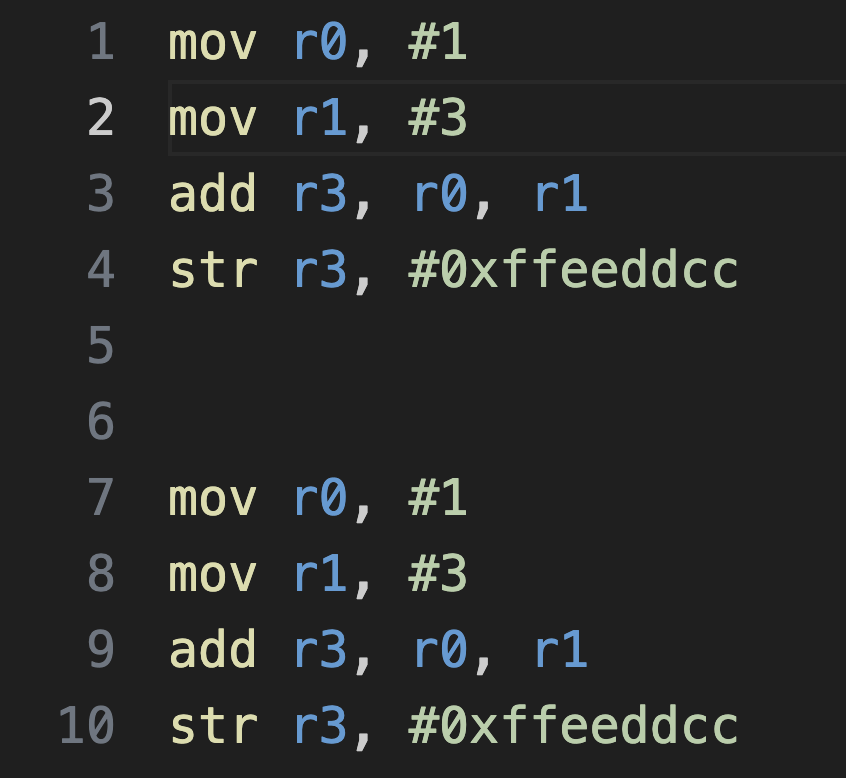 1 mov r0, #1
2 mov r1, #3
3 add r3, r0, r1
4 str r3, #0xffeeddcc
5
6
7 mov r0, #1
8 mov r1, #3
9 add r3, r0, r1
10 str r3, #0xffeeddcc